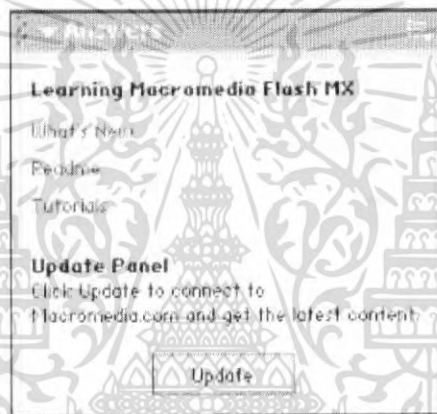 Answers
Learning Macromedia Flash MX
What's New
Readme
Tutorials
Update Panel
Click Update to connect to
Macromedia.com and get the latest content.
Update